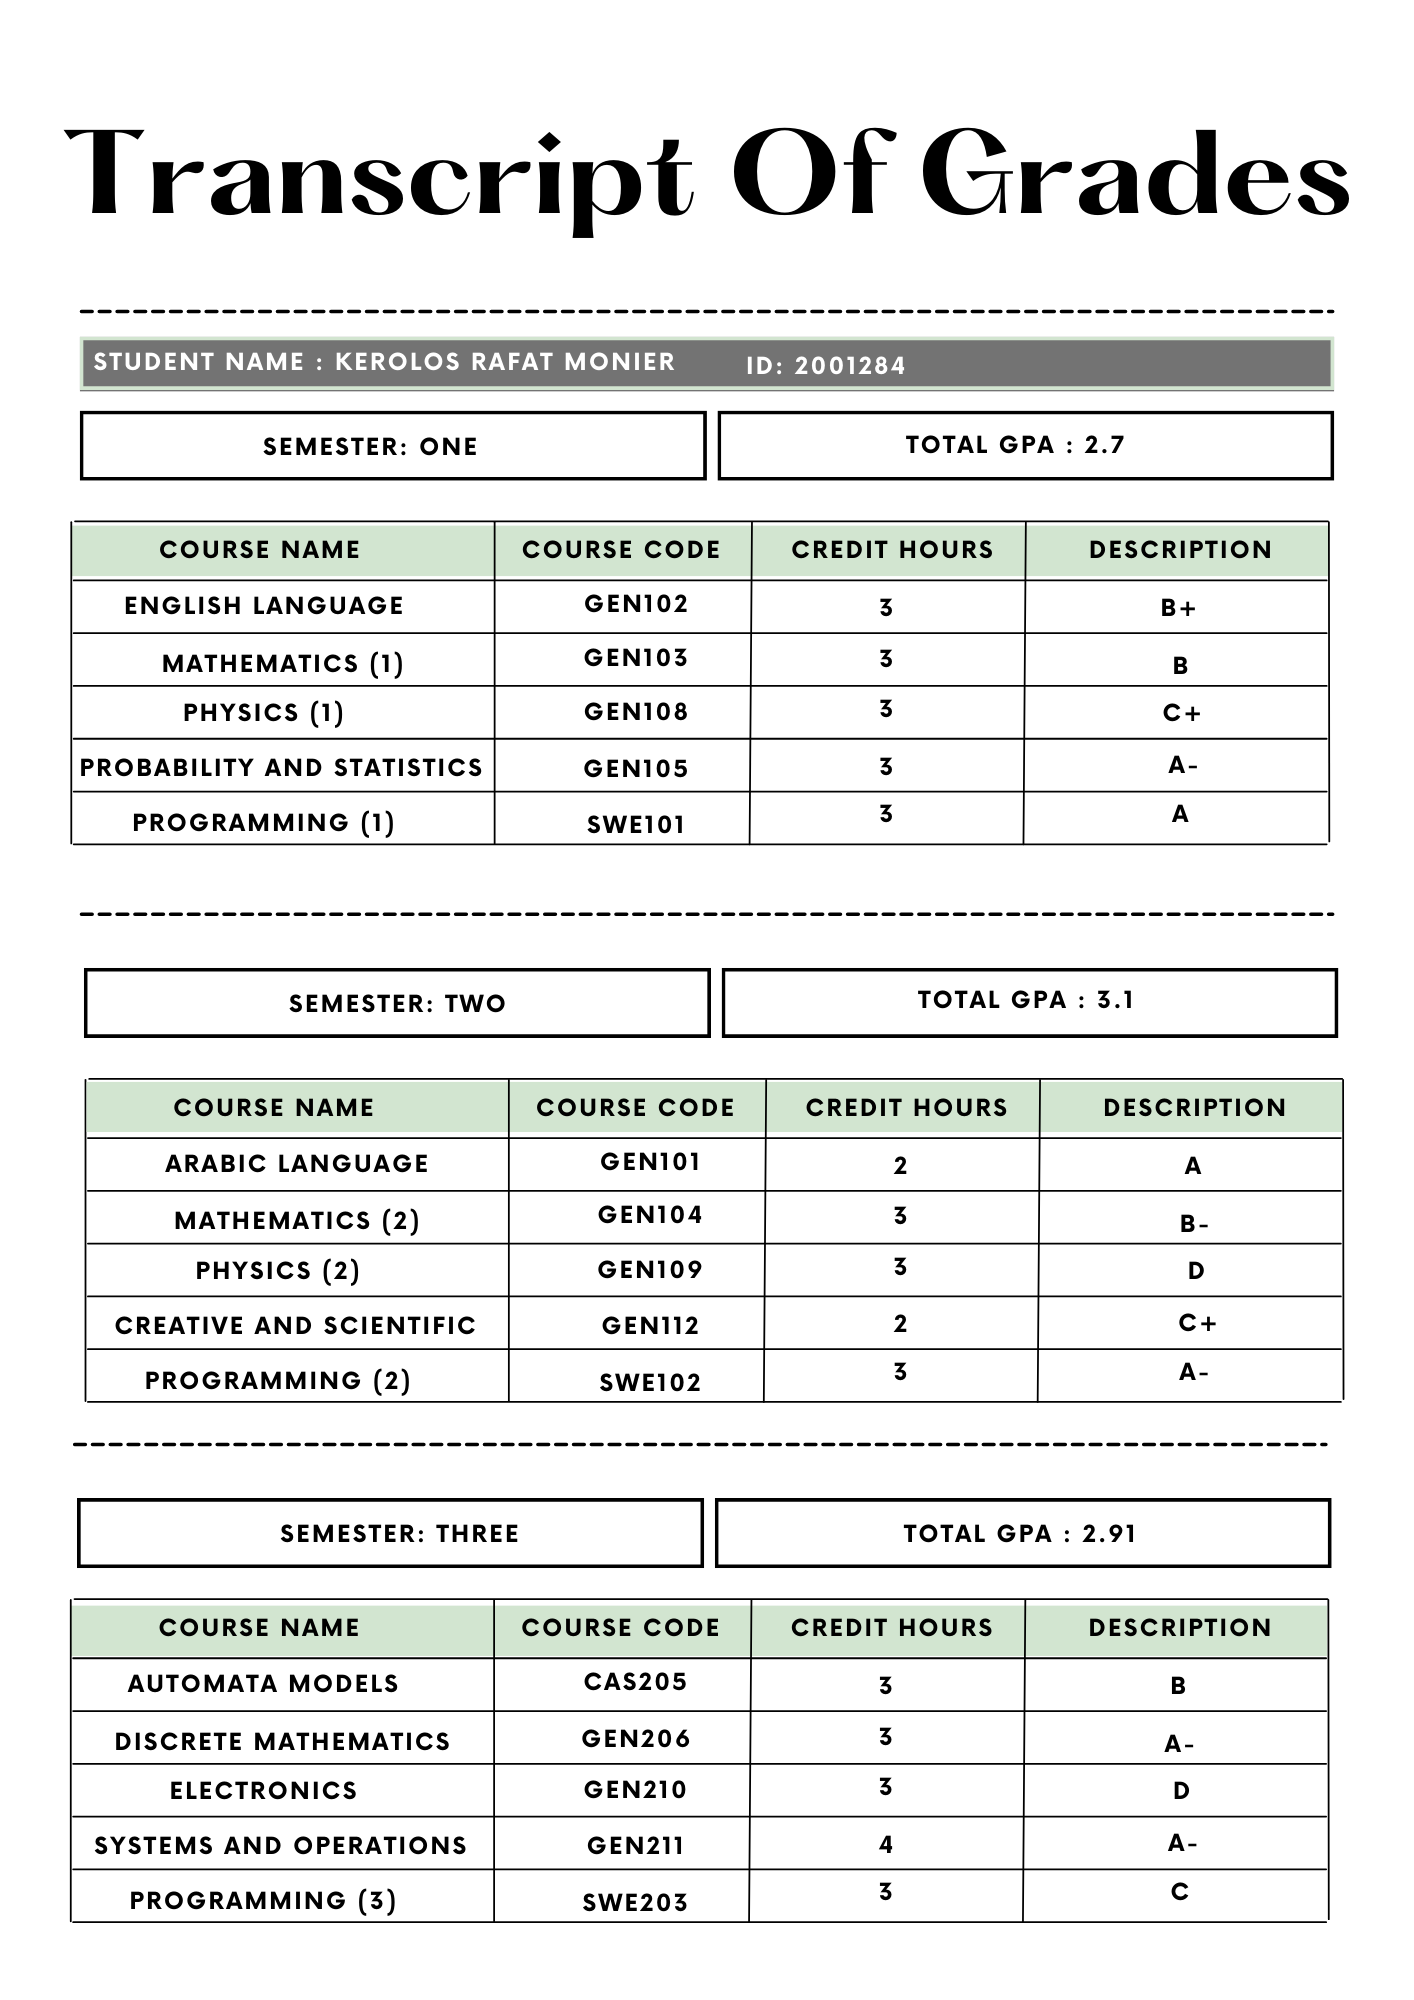 Transcript Of Grades
STUDENT NAME : KEROLOS RAFAT MONIER ID: 2001284
SEMESTER: ONE TOTAL GPA : 2.7
COURSE NAME COURSE CODE CREDIT HOURS DESCRIPTION
ENGLISH LANGUAGE GEN102 3 B+
MATHEMATICS (1) GEN103 3 B
PHYSICS (1) GEN108 3 C+
PROBABILITY AND STATISTICS GEN105 3 A-
PROGRAMMING (1) SWE101 3 A
SEMESTER: TWO TOTAL GPA : 3.1
COURSE NAME COURSE CODE CREDIT HOURS DESCRIPTION
ARABIC LANGUAGE GEN101 2 A
MATHEMATICS (2) GEN104 3 B-
PHYSICS (2) GEN109 3 D
CREATIVE AND SCIENTIFIC GEN112 2 C+
PROGRAMMING (2) SWE102 3 A-
SEMESTER: THREE TOTAL GPA : 2.91
COURSE NAME COURSE CODE CREDIT HOURS DESCRIPTION
AUTOMATA MODELS CAS205 3 B
DISCRETE MATHEMATICS GEN206 3 A-
ELECTRONICS GEN210 3 D
SYSTEMS AND OPERATIONS GEN211 4 A-
PROGRAMMING (3) SWE203 3 C